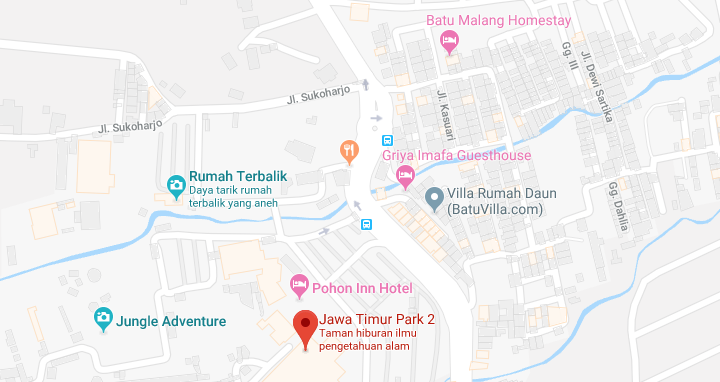 Batu Malang Homestay
Gg. III
Jl. Dewi Sartika
Jl. Sukoharjo
Jl. Kasuari
Jl. Sukoharjo
Griya Imafa Guesthouse
Rumah Terbalik
Daya tarik rumah
terbalik yang aneh
Villa Rumah Daun
(BatuVilla.com)
Gg. Dahlia
Pohon Inn Hotel
Jungle Adventure
Jawa Timur Park 2
Taman hiburan ilmu
pengetahuan alam